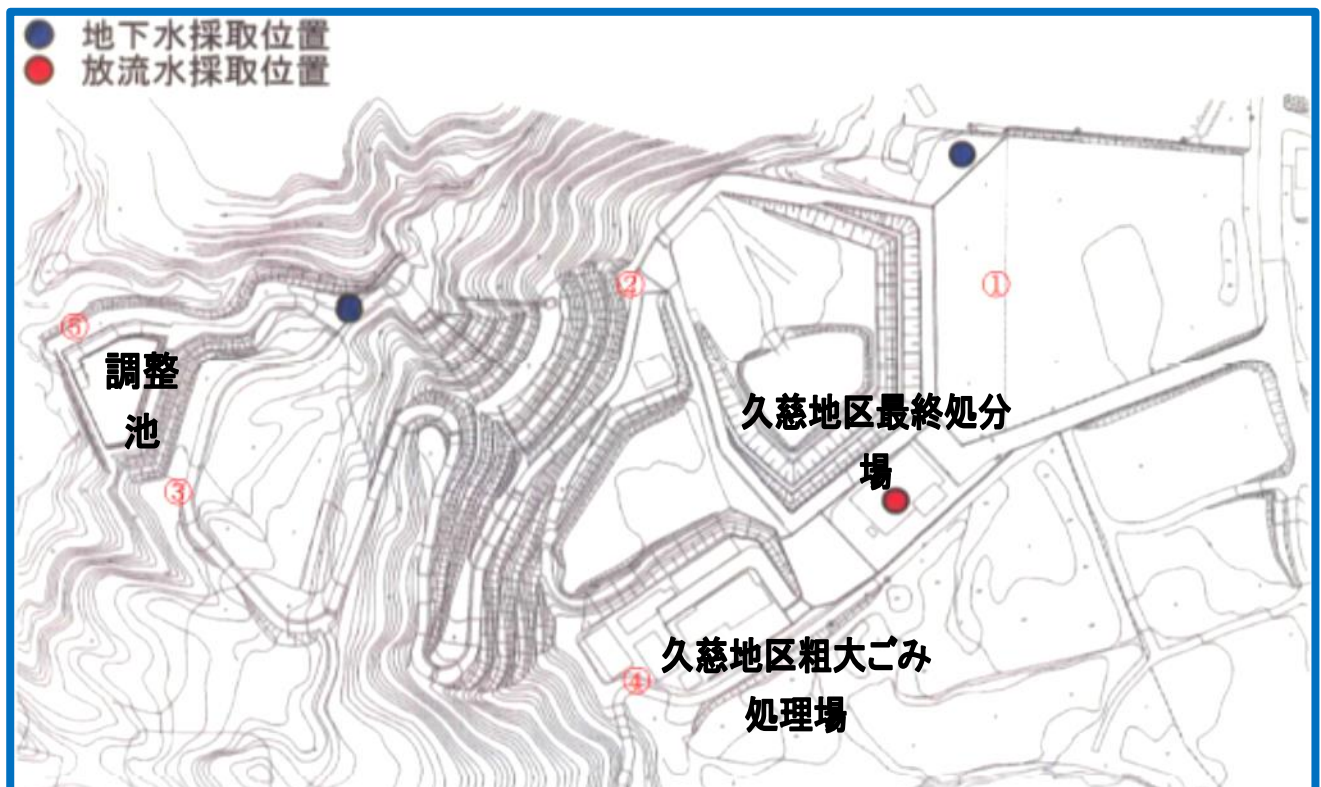 地下水採取位置
放流水採取位置
①
②
⑤
調整
池
久慈地区最終処分
場
③
久慈地区粗大ごみ
処理場
④